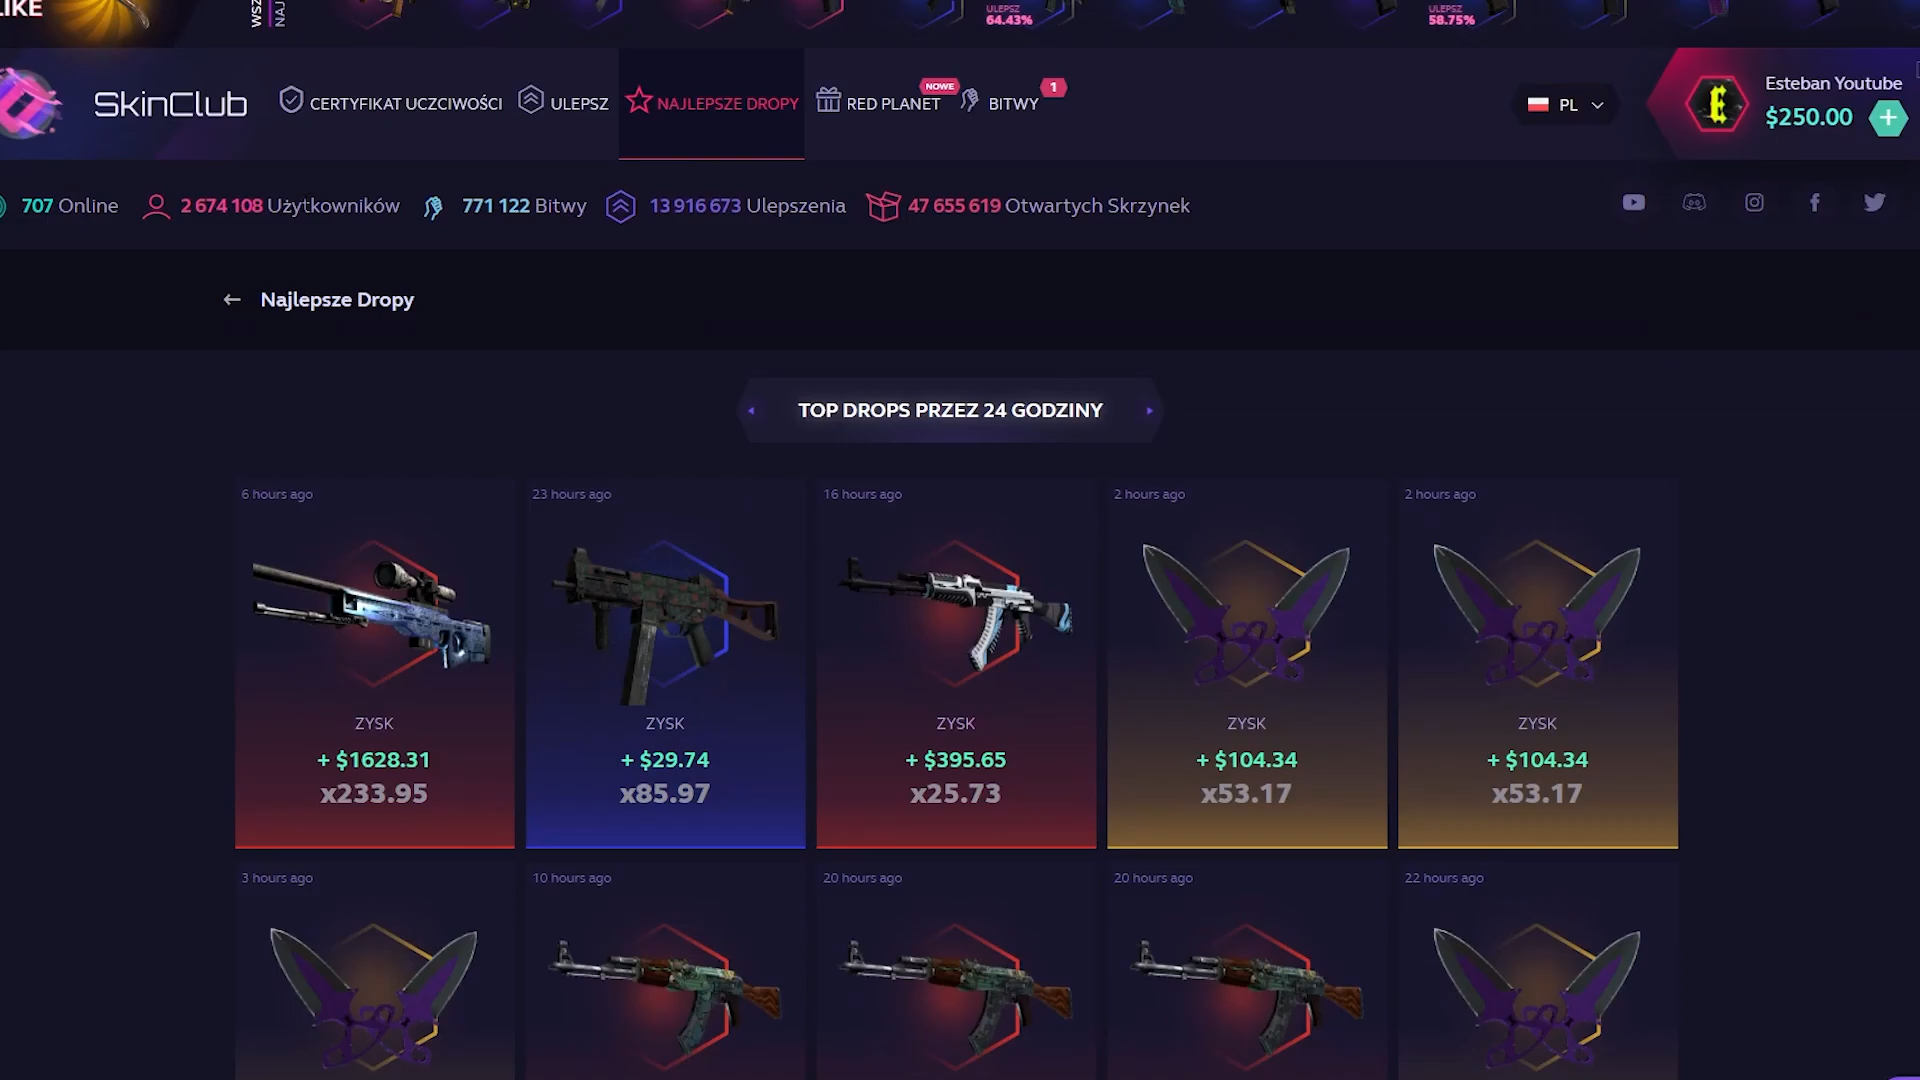 IKE
WSZ
NAJ
ULEPSZ
64.43%
ULEPSZ
58.75%
SkinClub
CERTYFIKAT UCZCIWOŚCI
ULEPSZ
NAJLEPSZE DROPY
RED PLANET
NOWE
BITWY
1
PL
Esteban Youtube
$250.00
707 Online
2 674 108 Użytkowników
771 122 Bitwy
13 916 673 Ulepszenia
47 655 619 Otwartych Skrzynek
Najlepsze Dropy
TOP DROPS PRZEZ 24 GODZINY
6 hours ago
23 hours ago
16 hours ago
2 hours ago
2 hours ago
ZYSK
ZYSK
ZYSK
ZYSK
ZYSK
+ $1628.31
+ $29.74
+ $395.65
+ $104.34
+ $104.34
x233.95
x85.97
x25.73
x53.17
x53.17
3 hours ago
10 hours ago
20 hours ago
20 hours ago
22 hours ago